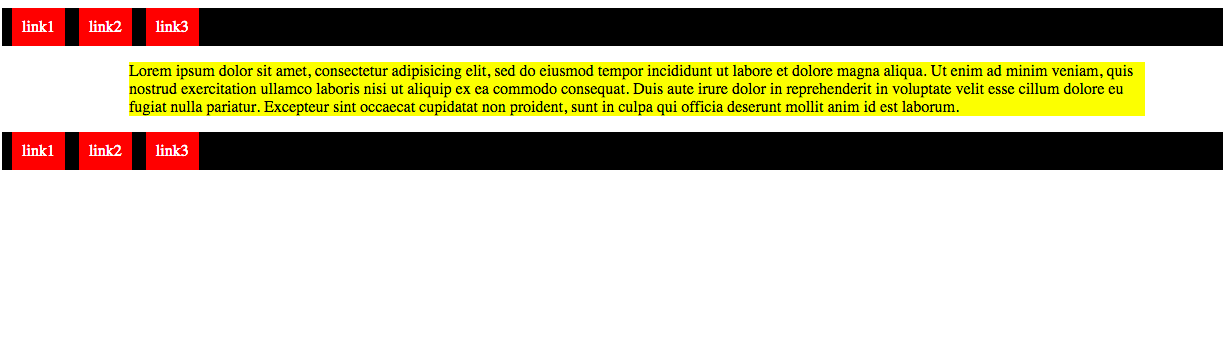 link1 link2 link3
Lorem ipsum dolor sit amet, consectetur adipisicing elit, sed do eiusmod tempor incididunt ut labore et dolore magna aliqua. Ut enim ad minim veniam, quis
nostrud exercitation ullamco laboris nisi ut aliquip ex ea commodo consequat. Duis aute irure dolor in reprehenderit in voluptate velit esse cillum dolore eu
fugiat nulla pariatur. Excepteur sint occaecat cupidatat non proident, sunt in culpa qui officia deserunt mollit anim id est laborum.
link1 link2 link3